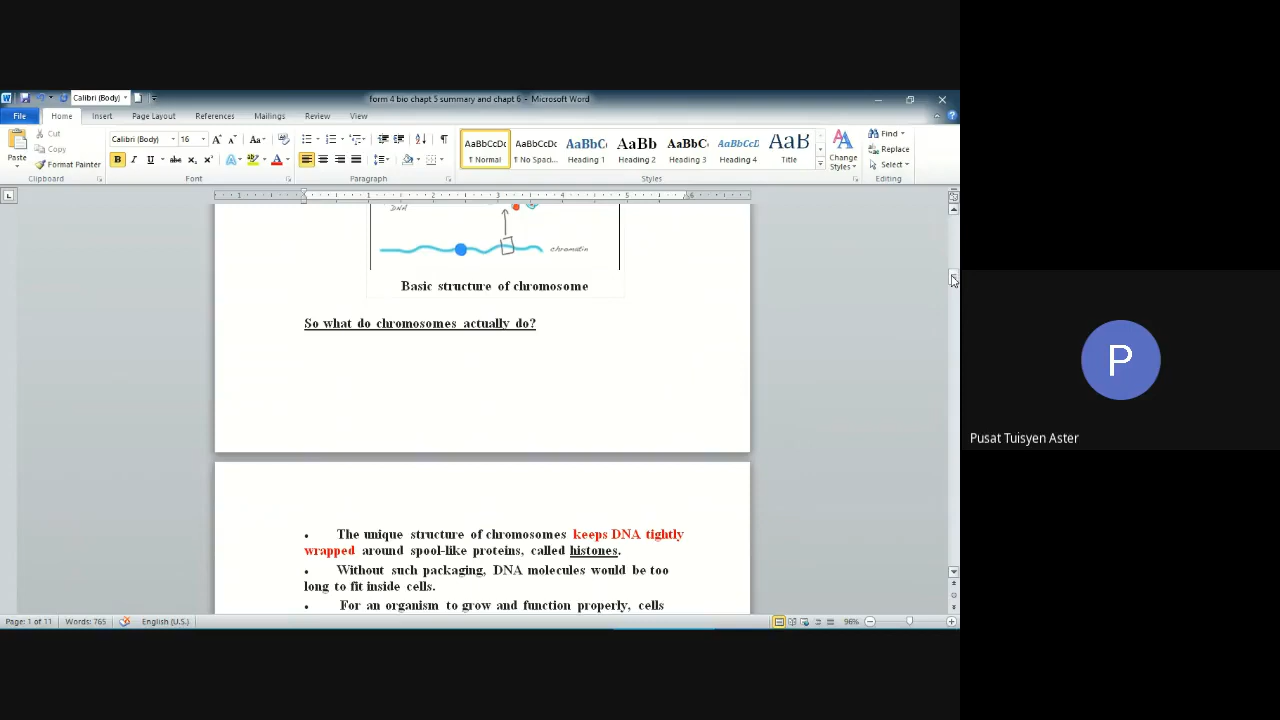 Calibri (Body)
form 4 bio chapt 5 summary and chapt 6 - Microsoft Word
File Home Insert Page Layout References Mailings Review View
Paste
Cut
Copy
Format Painter
Clipboard
Calibri (Body) 16
Font
Paragraph
AaBbCcDc AaBbCcDc AaBbC( AaBb AaBbC AaBbCcD AaB
¶ Normal ¶ No Spac... Heading 1 Heading 2 Heading 3 Heading 4 Title
Change
Styles
Styles
Find
Replace
Select
Editing
DNA
chromatin
Basic structure of chromosome
So what do chromosomes actually do?
• The unique structure of chromosomes keeps DNA tightly
wrapped around spool-like proteins, called histones.
• Without such packaging, DNA molecules would be too
long to fit inside cells.
• For an organism to grow and function properly, cells
Page: 1 of 11 Words: 765 English (U.S.) 96%
P
Pusat Tuisyen Aster